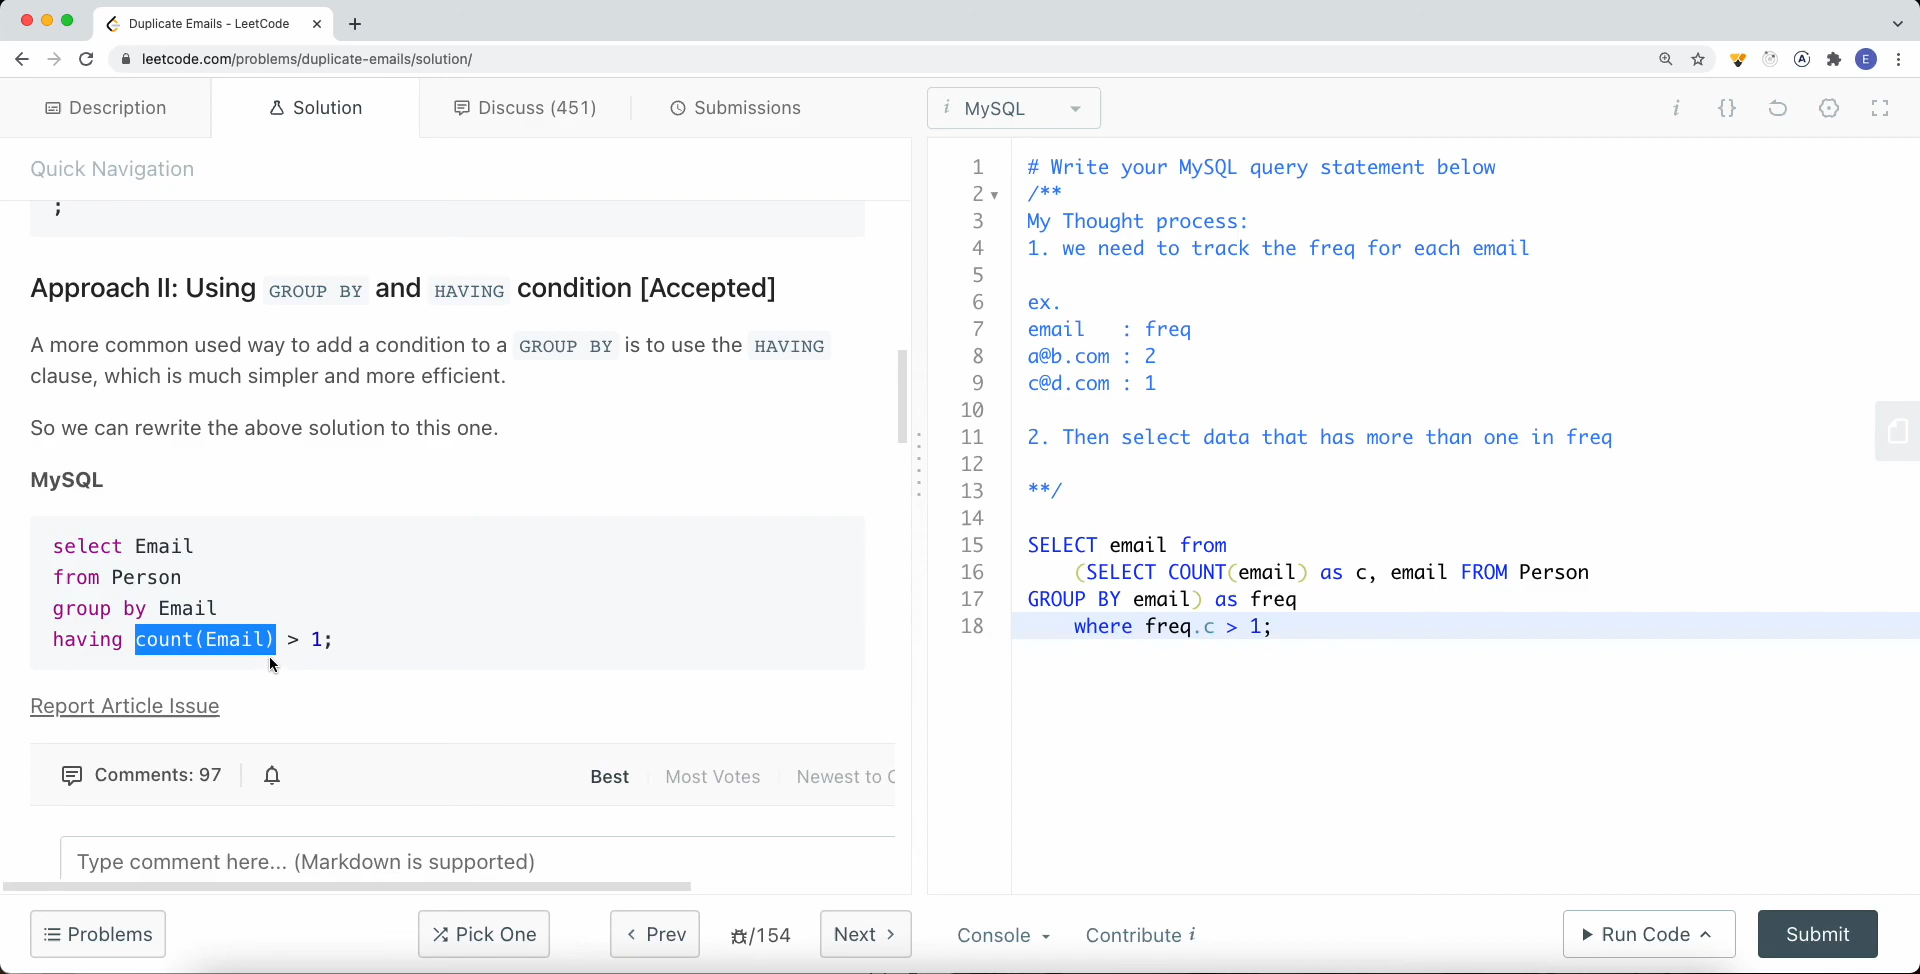 Duplicate Emails - LeetCode
leetcode.com/problems/duplicate-emails/solution/
E
Description
Solution
Discuss (451)
Submissions
Quick Navigation
;
Approach II: Using GROUP BY and HAVING condition [Accepted]
A more common used way to add a condition to a GROUP BY is to use the HAVING
clause, which is much simpler and more efficient.
So we can rewrite the above solution to this one.
MySQL
select Email
from Person
group by Email
having count(Email) > 1;
Report Article Issue
Comments: 97
Best
Most Votes
Newest to
Type comment here... (Markdown is supported)
i MySQL
i {}
1 # Write your MySQL query statement below
2 /**
3 My Thought process:
4 1. we need to track the freq for each email
5
6 ex.
7 email : freq
8 a@b.com : 2
9 c@d.com : 1
10
11 2. Then select data that has more than one in freq
12
13 **/
14
15 SELECT email from
16 (SELECT COUNT(email) as c, email FROM Person
17 GROUP BY email) as freq
18 where freq.c > 1;
Problems
Pick One
< Prev
/154
Next >
Console
Contribute i
Run Code
Submit